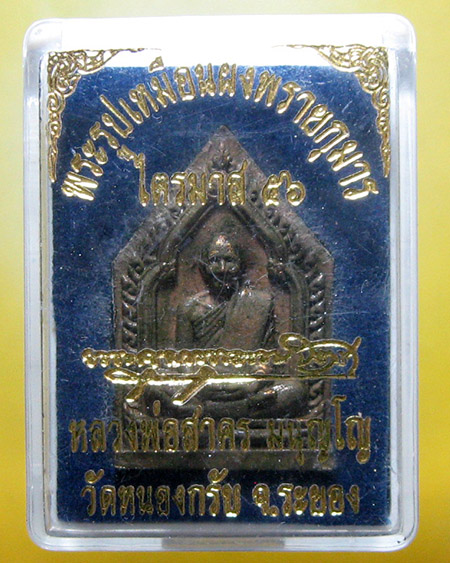 พระรูปเหมือนผงพรายกุมาร
ไตรมาส ๕๖
หลวงพ่อสาคร มนุญฺโญ
วัดหนองกรับ จ.ระยอง